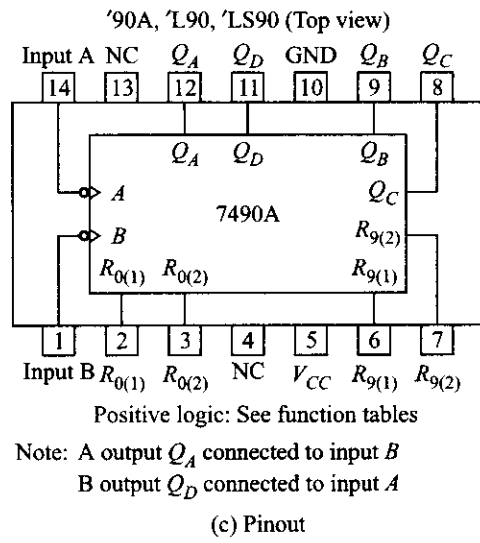 '90A, 'L90, 'LS90 (Top view)
Input A NC Q_A Q_D GND Q_B Q_C
14 13 12 11 10 9 8
Q_A Q_D Q_B
A 7490A Q_C
B R_9(2)
R_0(1) R_0(2) R_9(1)
1 2 3 4 5 6 7
Input B R_0(1) R_0(2) NC V_CC R_9(1) R_9(2)
Positive logic: See function tables
Note: A output Q_A connected to input B
B output Q_D connected to input A
(c) Pinout